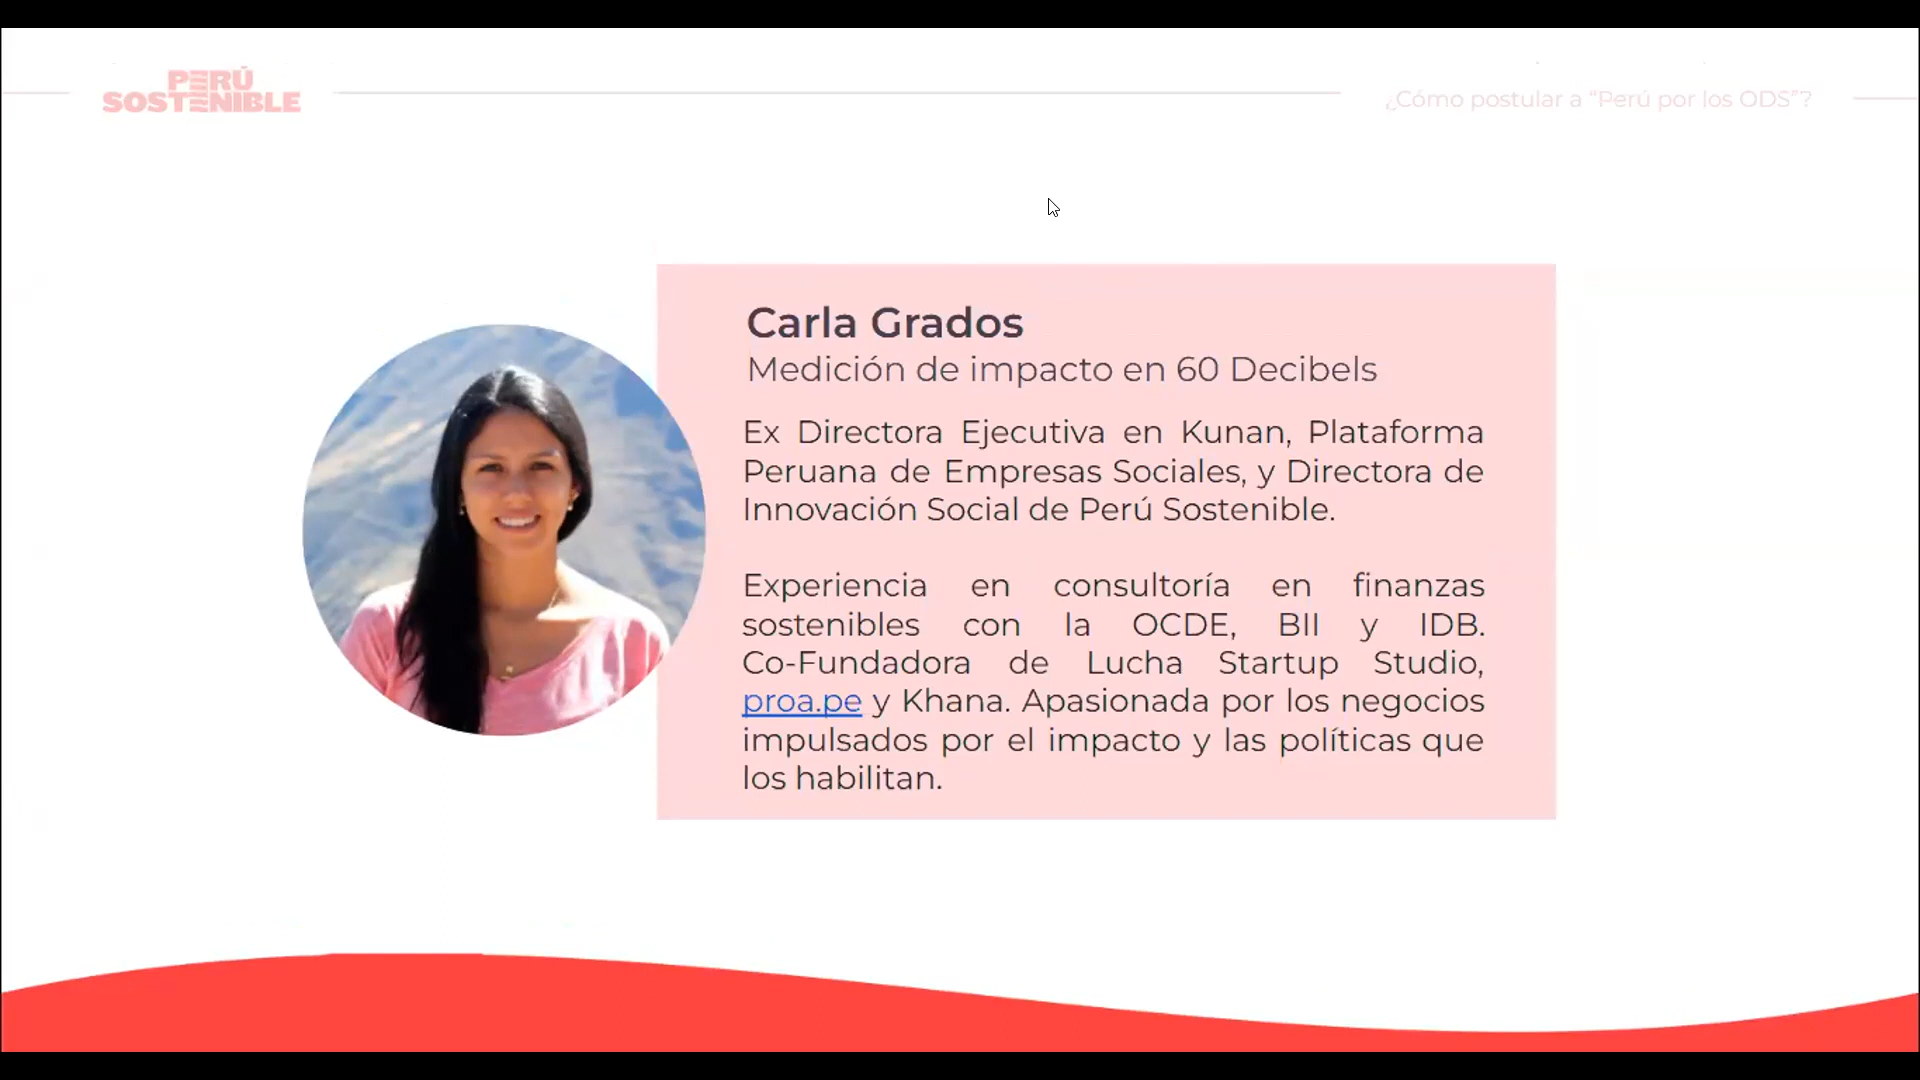 PERÚ
SOSTENIBLE
¿Cómo postular a “Perú por los ODS”?
Carla Grados
Medición de impacto en 60 Decibels
Ex Directora Ejecutiva en Kunan, Plataforma
Peruana de Empresas Sociales, y Directora de
Innovación Social de Perú Sostenible.
Experiencia en consultoría en finanzas
sostenibles con la OCDE, BII y IDB.
Co-Fundadora de Lucha Startup Studio,
proa.pe y Khana. Apasionada por los negocios
impulsados por el impacto y las políticas que
los habilitan.